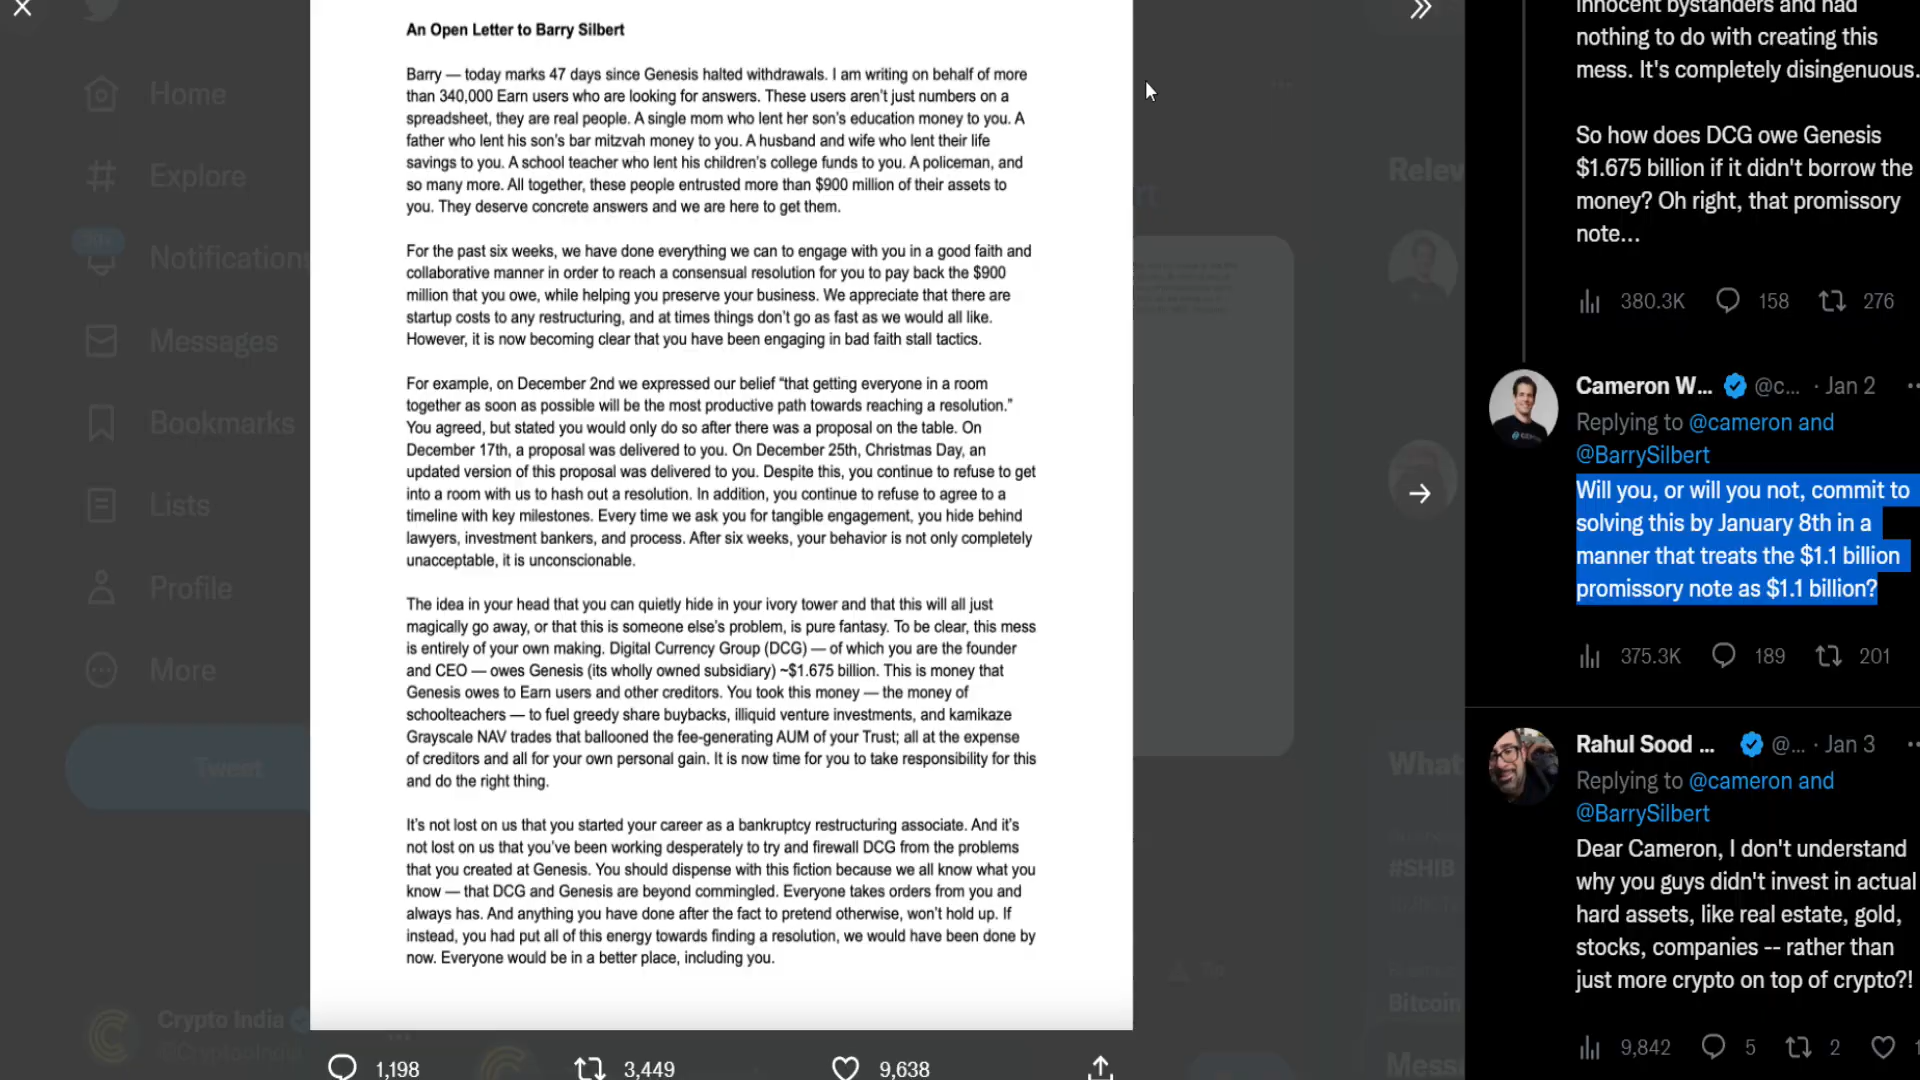 Home
Explore
20+
Notifications
Messages
Bookmarks
Lists
Profile
More
Tweet
Crypto India
An Open Letter to Barry Silbert
Barry — today marks 47 days since Genesis halted withdrawals. I am writing on behalf of more
than 340,000 Earn users who are looking for answers. These users aren't just numbers on a
spreadsheet, they are real people. A single mom who lent her son's education money to you. A
father who lent his son's bar mitzvah money to you. A husband and wife who lent their life
savings to you. A school teacher who lent his children's college funds to you. A policeman, and
so many more. All together, these people entrusted more than $900 million of their assets to
you. They deserve concrete answers and we are here to get them.
For the past six weeks, we have done everything we can to engage with you in a good faith and
collaborative manner in order to reach a consensual resolution for you to pay back the $900
million that you owe, while helping you preserve your business. We appreciate that there are
startup costs to any restructuring, and at times things don't go as fast as we would all like.
However, it is now becoming clear that you have been engaging in bad faith stall tactics.
For example, on December 2nd we expressed our belief “that getting everyone in a room
together as soon as possible will be the most productive path towards reaching a resolution.”
You agreed, but stated you would only do so after there was a proposal on the table. On
December 17th, a proposal was delivered to you. On December 25th, Christmas Day, an
updated version of this proposal was delivered to you. Despite this, you continue to refuse to get
into a room with us to hash out a resolution. In addition, you continue to refuse to agree to a
timeline with key milestones. Every time we ask you for tangible engagement, you hide behind
lawyers, investment bankers, and process. After six weeks, your behavior is not only completely
unacceptable, it is unconscionable.
The idea in your head that you can quietly hide in your ivory tower and that this will all just
magically go away, or that this is someone else's problem, is pure fantasy. To be clear, this mess
is entirely of your own making. Digital Currency Group (DCG) — of which you are the founder
and CEO — owes Genesis (its wholly owned subsidiary) ~$1.675 billion. This is money that
Genesis owes to Earn users and other creditors. You took this money — the money of
schoolteachers — to fuel greedy share buybacks, illiquid venture investments, and kamikaze
Grayscale NAV trades that ballooned the fee-generating AUM of your Trust; all at the expense
of creditors and all for your own personal gain. It is now time for you to take responsibility for this
and do the right thing.
It's not lost on us that you started your career as a bankruptcy restructuring associate. And it's
not lost on us that you've been working desperately to try and firewall DCG from the problems
that you created at Genesis. You should dispense with this fiction because we all know what you
know — that DCG and Genesis are beyond commingled. Everyone takes orders from you and
always has. And anything you have done after the fact to pretend otherwise, won't hold up. If
instead, you had put all of this energy towards finding a resolution, we would have been done by
now. Everyone would be in a better place, including you.
1,198 3,449 9,638
Relev
What
#SHIB
Bitcoin
Mess
innocent bystanders and had
nothing to do with creating this
mess. It's completely disingenuous.
So how does DCG owe Genesis
$1.675 billion if it didn't borrow the
money? Oh right, that promissory
note...
380.3K 158 276
Cameron W... @c... · Jan 2
Replying to @cameron and
@BarrySilbert
Will you, or will you not, commit to
solving this by January 8th in a
manner that treats the $1.1 billion
promissory note as $1.1 billion?
375.3K 189 201
Rahul Sood ... @... · Jan 3
Replying to @cameron and
@BarrySilbert
Dear Cameron, I don't understand
why you guys didn't invest in actual
hard assets, like real estate, gold,
stocks, companies -- rather than
just more crypto on top of crypto?!
9,842 5 2